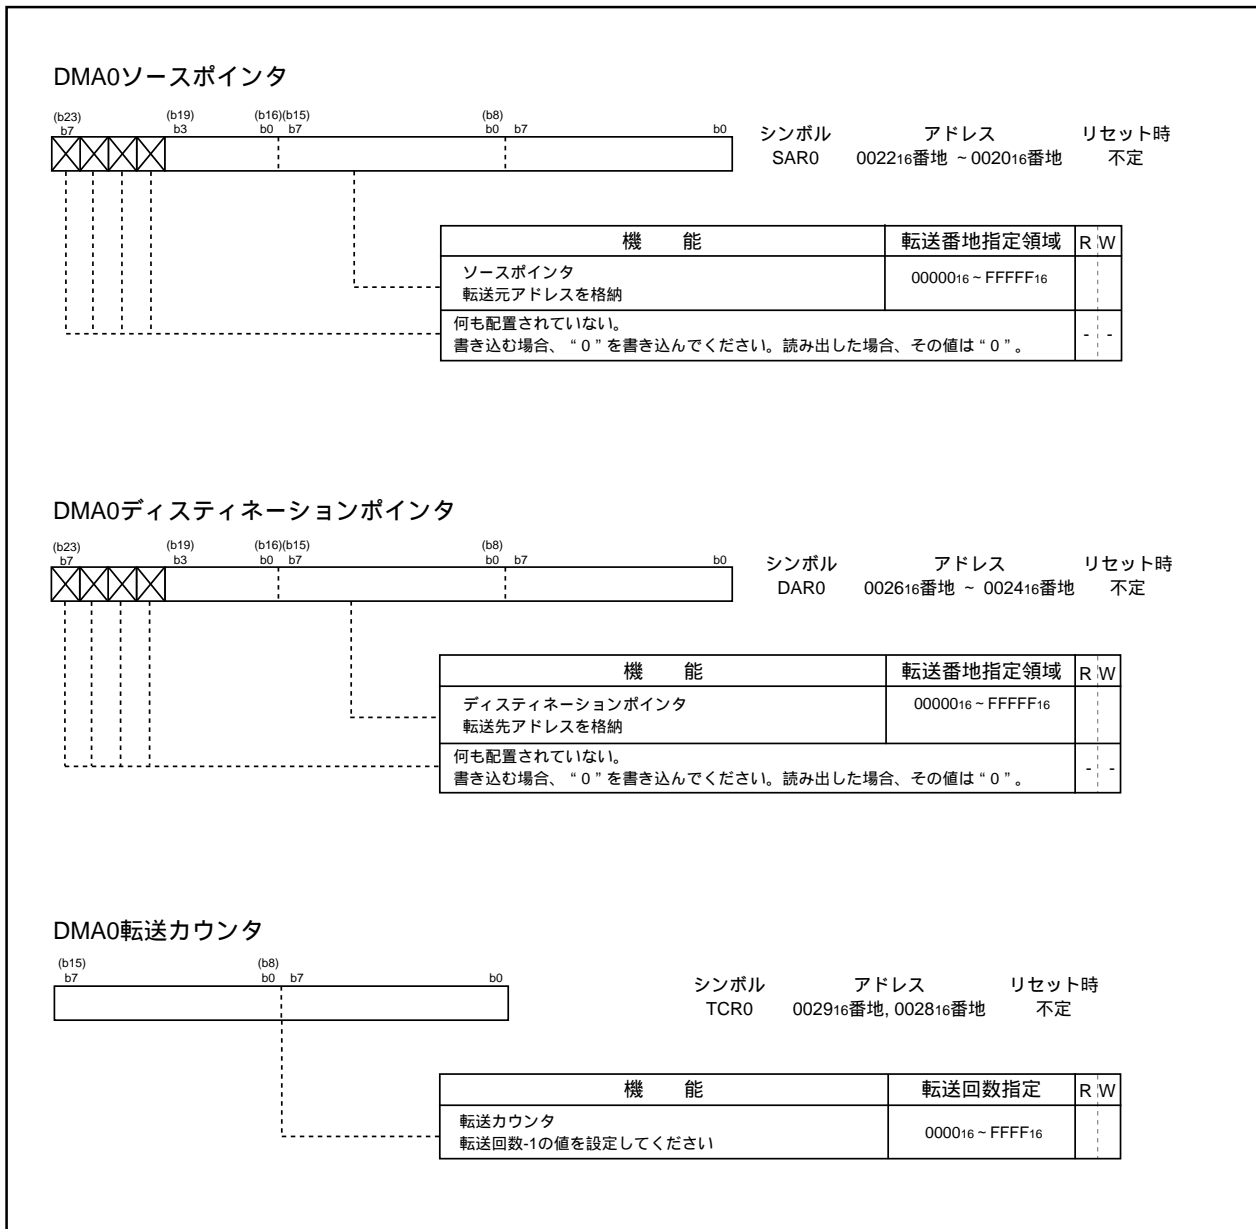 DMA0ソースポインタ
(b23) (b19) (b16)(b15) (b8)
b7 b3 b0 b7 b0 b7 b0
シンボル アドレス リセット時
SAR0 002216番地 ~ 002016番地 不定
機 能 転送番地指定領域 R W
ソースポインタ
転送元アドレスを格納
0000016 ~ FFFFF16
何も配置されていない。
書き込む場合、“0”を書き込んでください。読み出した場合、その値は“0”。
- -
DMA0ディスティネーションポインタ
(b23) (b19) (b16)(b15) (b8)
b7 b3 b0 b7 b0 b7 b0
シンボル アドレス リセット時
DAR0 002616番地 ~ 002416番地 不定
機 能 転送番地指定領域 R W
ディスティネーションポインタ
転送先アドレスを格納
0000016 ~ FFFFF16
何も配置されていない。
書き込む場合、“0”を書き込んでください。読み出した場合、その値は“0”。
- -
DMA0転送カウンタ
(b15) (b8)
b7 b0 b7 b0
シンボル アドレス リセット時
TCR0 002916番地, 002816番地 不定
機 能 転送回数指定 R W
転送カウンタ
転送回数-1の値を設定してください
000016 ~ FFFF16